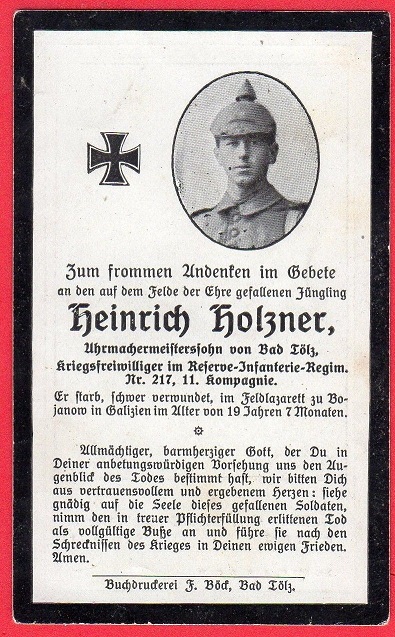 Zum frommen Andenken im Gebete
an den auf dem Felde der Ehre gefallenen Jüngling
Heinrich Holzner,
Uhrmachermeisterssohn von Bad Tölz,
Kriegsfreiwilliger im Reserve-Infanterie-Regim.
Nr. 217, 11. Kompagnie.
Er starb, schwer verwundet, im Feldlazarett zu Bo-
janow in Galizien im Alter von 19 Jahren 7 Monaten.
Allmächtiger, barmherziger Gott, der Du in
Deiner anbetungswürdigen Vorsehung uns den Au-
genblick des Todes bestimmt hast, wir bitten Dich
aus vertrauensvollem und ergebenem Herzen: siehe
gnädig auf die Seele dieses gefallenen Soldaten,
nimm den in treuer Pflichterfüllung erlittenen Tod
als vollgültige Buße an und führe sie nach den
Schrecknissen des Krieges in Deinen ewigen Frieden.
Amen.
Buchdruckerei F. Böck, Bad Tölz.